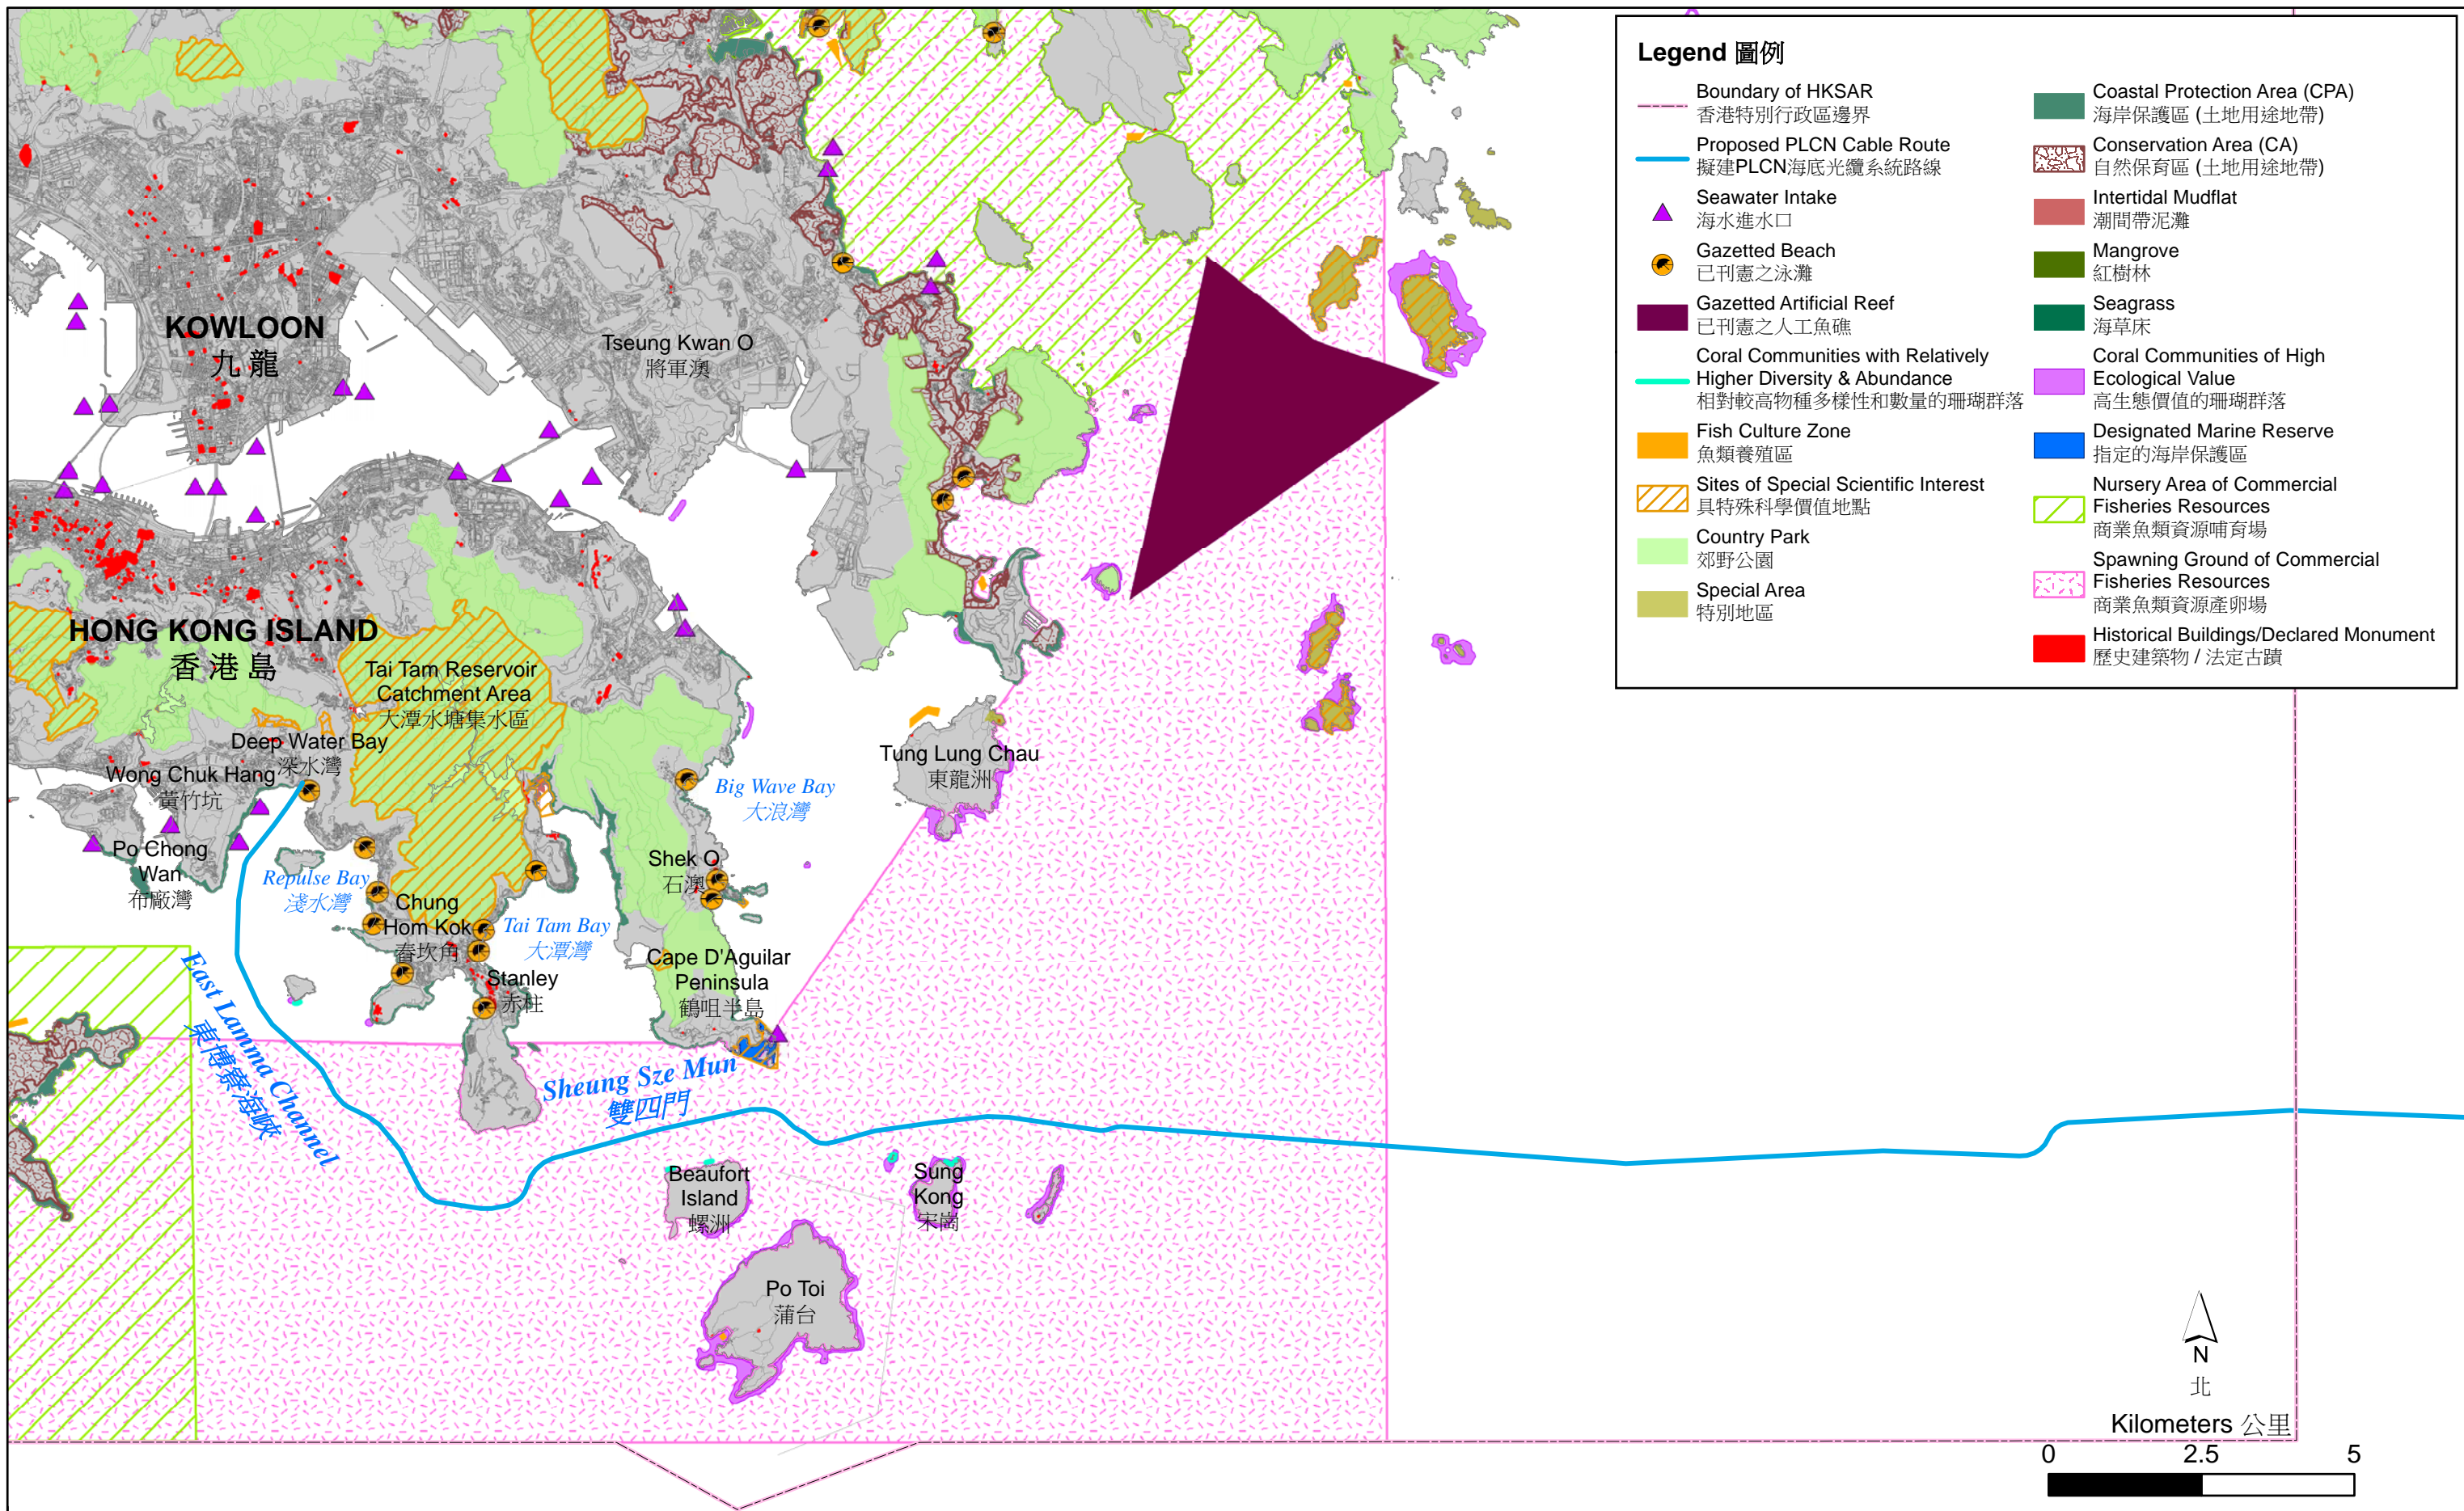 Legend 圖例
Boundary of HKSAR
香港特別行政區邊界
Proposed PLCN Cable Route
擬建PLCN海底光纜系統路線
Seawater Intake
海水進水口
Gazetted Beach
已刊憲之泳灘
Gazetted Artificial Reef
已刊憲之人工魚礁
Coral Communities with Relatively
Higher Diversity & Abundance
相對較高物種多樣性和數量的珊瑚群落
Fish Culture Zone
魚類養殖區
Sites of Special Scientific Interest
具特殊科學價值地點
Country Park
郊野公園
Special Area
特別地區
Coastal Protection Area (CPA)
海岸保護區 (土地用途地帶)
Conservation Area (CA)
自然保育區 (土地用途地帶)
Intertidal Mudflat
潮間帶泥灘
Mangrove
紅樹林
Seagrass
海草床
Coral Communities of High
Ecological Value
高生態價值的珊瑚群落
Designated Marine Reserve
指定的海岸保護區
Nursery Area of Commercial
Fisheries Resources
商業魚類資源哺育場
Spawning Ground of Commercial
Fisheries Resources
商業魚類資源產卵場
Historical Buildings/Declared Monument
歷史建築物 / 法定古蹟
KOWLOON
九龍
Tseung Kwan O
將軍澳
HONG KONG ISLAND
香港島
Tai Tam Reservoir
Catchment Area
大潭水塘集水區
Deep Water Bay
深水灣
Wong Chuk Hang
黃竹坑
Tung Lung Chau
東龍洲
Big Wave Bay
大浪灣
Po Chong
Wan
布廠灣
Repulse Bay
淺水灣
Shek O
石澳
Chung
Hom Kok
舂坎角
Tai Tam Bay
大潭灣
Stanley
赤柱
Cape D'Aguilar
Peninsula
鶴咀半島
East Lamma Channel
東博寮海峽
Sheung Sze Mun
雙四門
Beaufort
Island
螺洲
Sung
Kong
宋崗
Po Toi
蒲台
N
北
Kilometers 公里
0 2.5 5